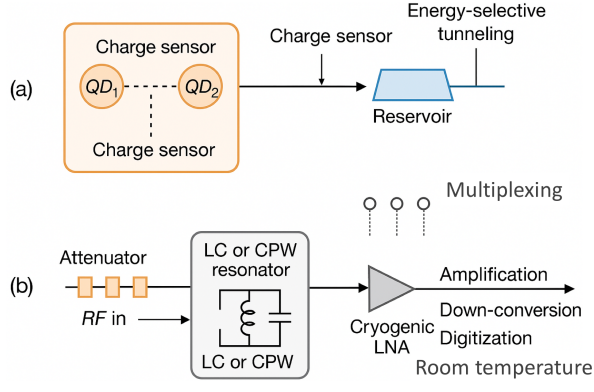 (a)
Charge sensor
QD1
QD2
Charge sensor
Charge sensor
Reservoir
Energy-selective
tunneling
Multiplexing
(b)
Attenuator
RF in
LC or CPW
resonator
LC or CPW
Cryogenic
LNA
Amplification
Down-conversion
Digitization
Room temperature